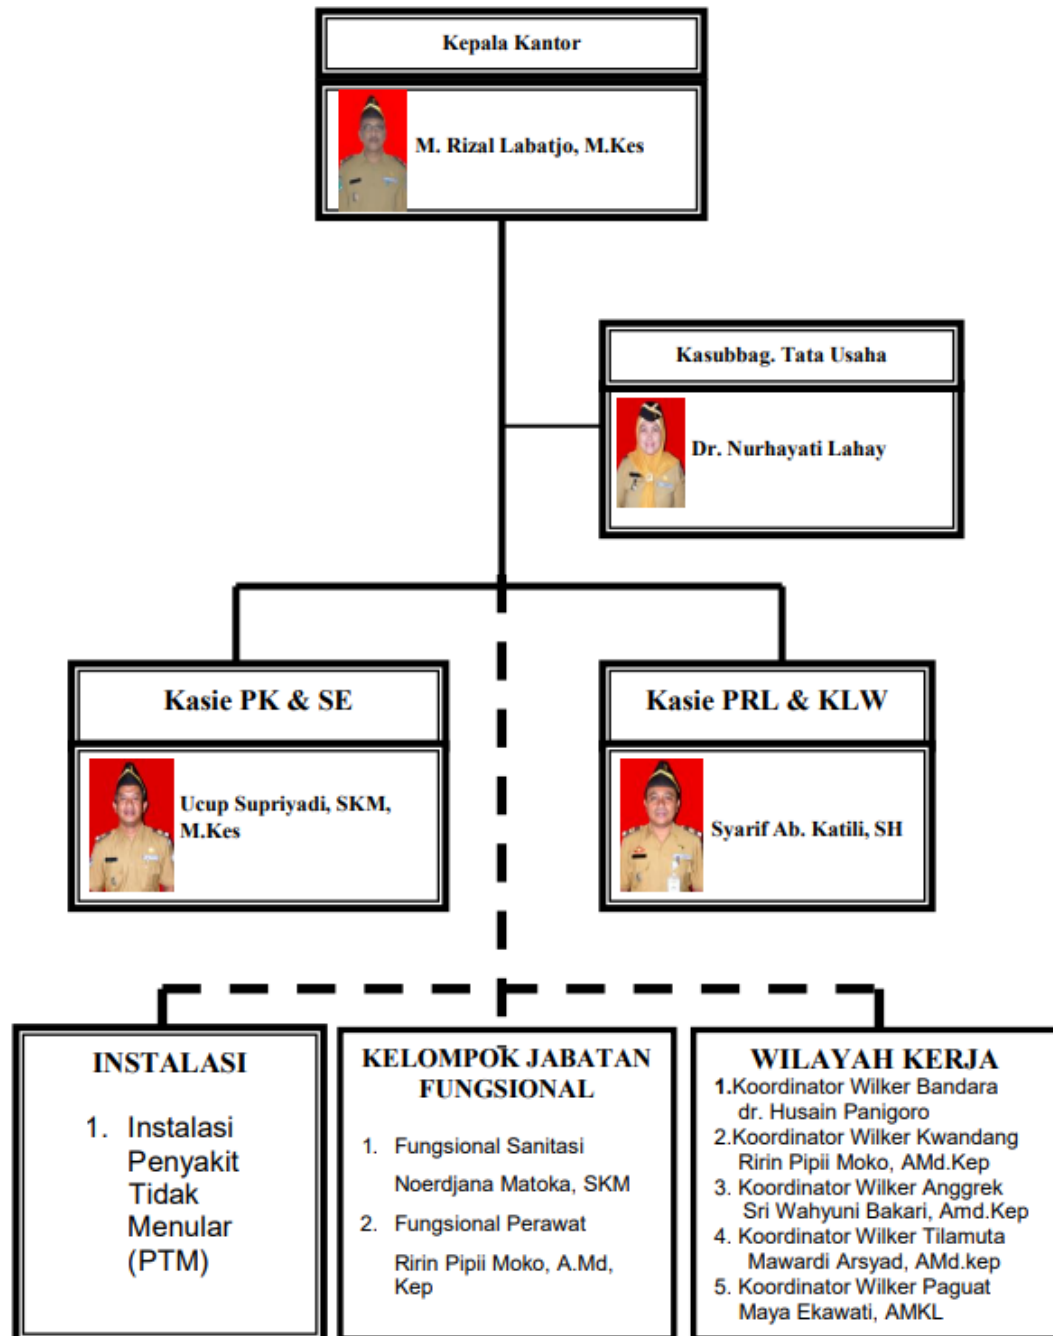 Kepala Kantor
M. Rizal Labatjo, M.Kes
Kasubbag. Tata Usaha
Dr. Nurhayati Lahay
Kasie PK & SE
Ucup Supriyadi, SKM,
M.Kes
Kasie PRL & KLW
Syarif Ab. Katili, SH
INSTALASI
1. Instalasi
Penyakit
Tidak
Menular
(PTM)
KELOMPOK JABATAN
FUNGSIONAL
1. Fungsional Sanitasi
Noerdjana Matoka, SKM
2. Fungsional Perawat
Ririn Pipii Moko, A.Md,
Kep
WILAYAH KERJA
1.Koordinator Wilker Bandara
dr. Husain Panigoro
2.Koordinator Wilker Kwandang
Ririn Pipii Moko, AMd.Kep
3. Koordinator Wilker Anggrek
Sri Wahyuni Bakari, Amd.Kep
4. Koordinator Wilker Tilamuta
Mawardi Arsyad, AMd.kep
5. Koordinator Wilker Paguat
Maya Ekawati, AMKL